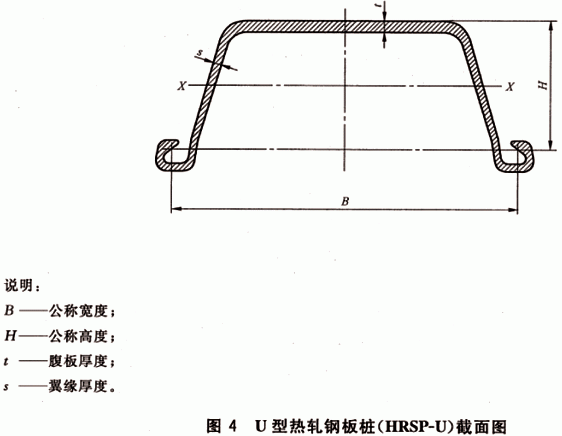 t
s
X X
H
B
说明：
B ——公称宽度；
H——公称高度；
t ——腹板厚度；
s ——翼缘厚度。
图 4 U 型热轧钢板桩(HRSP-U)截面图